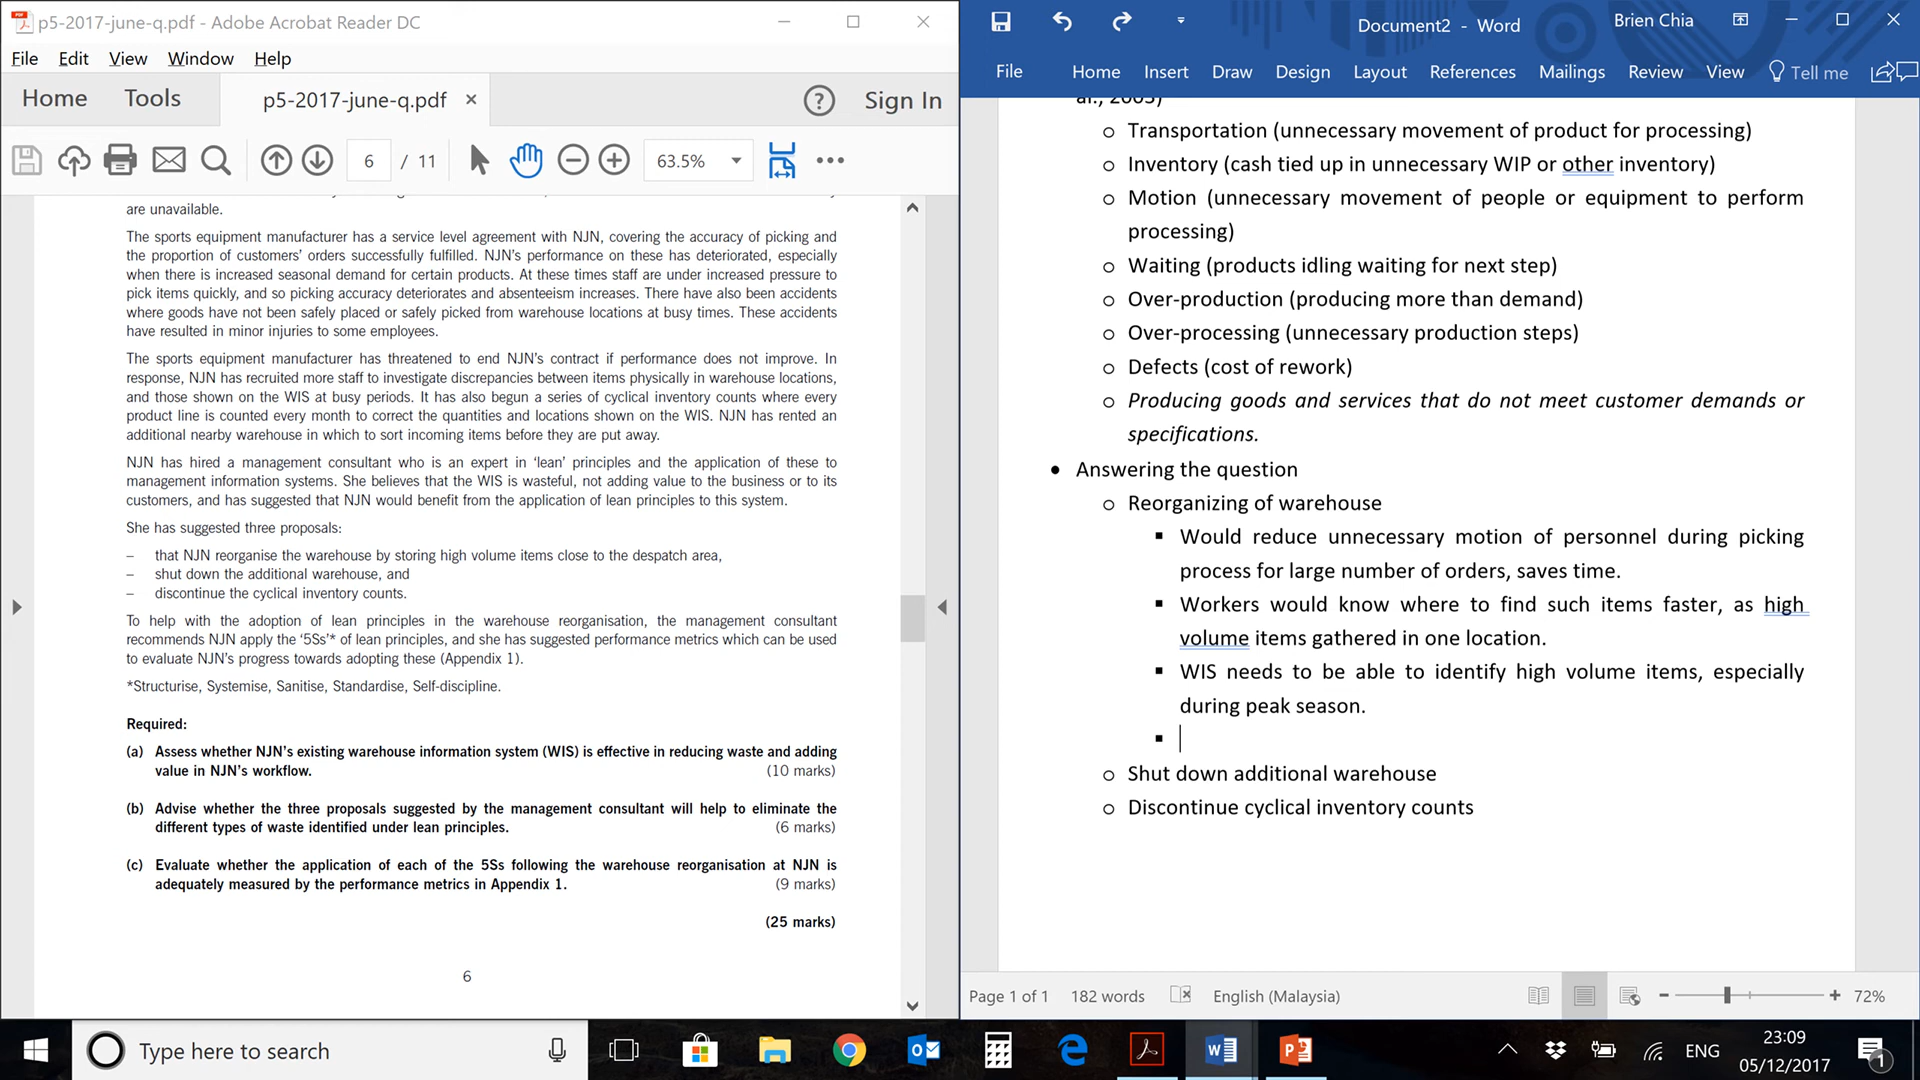 p5-2017-june-q.pdf - Adobe Acrobat Reader DC
File Edit View Window Help
Home Tools p5-2017-june-q.pdf × ? Sign In
6 / 11 63.5%
are unavailable.
The sports equipment manufacturer has a service level agreement with NJN, covering the accuracy of picking and
the proportion of customers' orders successfully fulfilled. NJN's performance on these has deteriorated, especially
when there is increased seasonal demand for certain products. At these times staff are under increased pressure to
pick items quickly, and so picking accuracy deteriorates and absenteeism increases. There have also been accidents
where goods have not been safely placed or safely picked from warehouse locations at busy times. These accidents
have resulted in minor injuries to some employees.
The sports equipment manufacturer has threatened to end NJN's contract if performance does not improve. In
response, NJN has recruited more staff to investigate discrepancies between items physically in warehouse locations,
and those shown on the WIS at busy periods. It has also begun a series of cyclical inventory counts where every
product line is counted every month to correct the quantities and locations shown on the WIS. NJN has rented an
additional nearby warehouse in which to sort incoming items before they are put away.
NJN has hired a management consultant who is an expert in 'lean' principles and the application of these to
management information systems. She believes that the WIS is wasteful, not adding value to the business or to its
customers, and has suggested that NJN would benefit from the application of lean principles to this system.
She has suggested three proposals:
– that NJN reorganise the warehouse by storing high volume items close to the despatch area,
– shut down the additional warehouse, and
– discontinue the cyclical inventory counts.
To help with the adoption of lean principles in the warehouse reorganisation, the management consultant
recommends NJN apply the '5Ss'* of lean principles, and she has suggested performance metrics which can be used
to evaluate NJN's progress towards adopting these (Appendix 1).
*Structurise, Systemise, Sanitise, Standardise, Self-discipline.
Required:
(a) Assess whether NJN's existing warehouse information system (WIS) is effective in reducing waste and adding
value in NJN's workflow. (10 marks)
(b) Advise whether the three proposals suggested by the management consultant will help to eliminate the
different types of waste identified under lean principles. (6 marks)
(c) Evaluate whether the application of each of the 5Ss following the warehouse reorganisation at NJN is
adequately measured by the performance metrics in Appendix 1. (9 marks)
(25 marks)
6
Document2 - Word Brien Chia
File Home Insert Draw Design Layout References Mailings Review View Tell me
al., 2003)
o Transportation (unnecessary movement of product for processing)
o Inventory (cash tied up in unnecessary WIP or other inventory)
o Motion (unnecessary movement of people or equipment to perform
processing)
o Waiting (products idling waiting for next step)
o Over-production (producing more than demand)
o Over-processing (unnecessary production steps)
o Defects (cost of rework)
o Producing goods and services that do not meet customer demands or
specifications.
• Answering the question
o Reorganizing of warehouse
▪ Would reduce unnecessary motion of personnel during picking
process for large number of orders, saves time.
▪ Workers would know where to find such items faster, as high
volume items gathered in one location.
▪ WIS needs to be able to identify high volume items, especially
during peak season.
▪
o Shut down additional warehouse
o Discontinue cyclical inventory counts
Page 1 of 1 182 words English (Malaysia) 72%
Type here to search ENG 23:09
05/12/2017 1